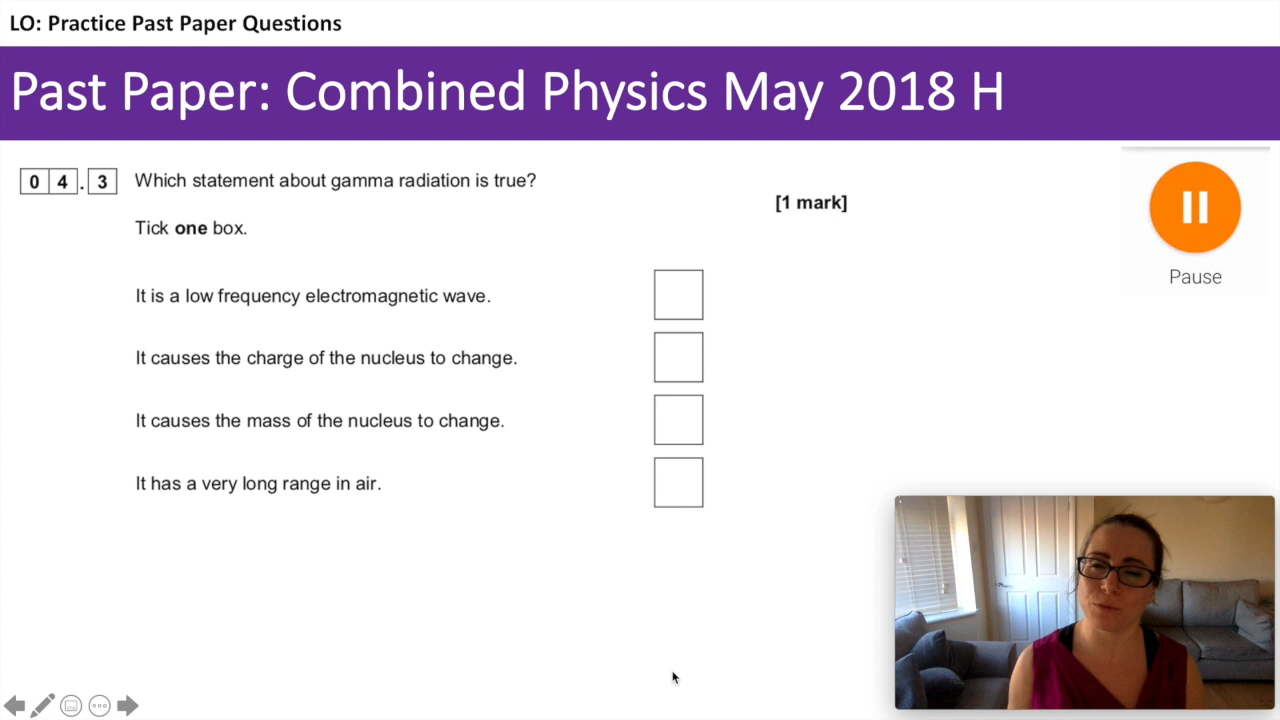 LO: Practice Past Paper Questions
Past Paper: Combined Physics May 2018 H
0 4 . 3 Which statement about gamma radiation is true?
[1 mark]
Tick one box.
It is a low frequency electromagnetic wave.
It causes the charge of the nucleus to change.
It causes the mass of the nucleus to change.
It has a very long range in air.
Pause